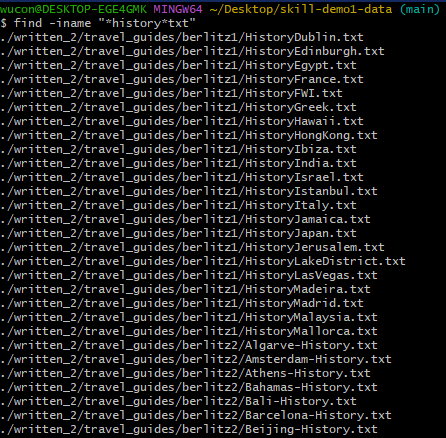 wucon@DESKTOP-EGE4GMK MINGW64 ~/Desktop/skill-demo1-data (main)
$ find -iname "*history*txt"
./written_2/travel_guides/berlitz1/HistoryDublin.txt
./written_2/travel_guides/berlitz1/HistoryEdinburgh.txt
./written_2/travel_guides/berlitz1/HistoryEgypt.txt
./written_2/travel_guides/berlitz1/HistoryFrance.txt
./written_2/travel_guides/berlitz1/HistoryFWI.txt
./written_2/travel_guides/berlitz1/HistoryGreek.txt
./written_2/travel_guides/berlitz1/HistoryHawaii.txt
./written_2/travel_guides/berlitz1/HistoryHongKong.txt
./written_2/travel_guides/berlitz1/HistoryIbiza.txt
./written_2/travel_guides/berlitz1/HistoryIndia.txt
./written_2/travel_guides/berlitz1/HistoryIsrael.txt
./written_2/travel_guides/berlitz1/HistoryIstanbul.txt
./written_2/travel_guides/berlitz1/HistoryItaly.txt
./written_2/travel_guides/berlitz1/HistoryJamaica.txt
./written_2/travel_guides/berlitz1/HistoryJapan.txt
./written_2/travel_guides/berlitz1/HistoryJerusalem.txt
./written_2/travel_guides/berlitz1/HistoryLakeDistrict.txt
./written_2/travel_guides/berlitz1/HistoryLasVegas.txt
./written_2/travel_guides/berlitz1/HistoryMadeira.txt
./written_2/travel_guides/berlitz1/HistoryMadrid.txt
./written_2/travel_guides/berlitz1/HistoryMalaysia.txt
./written_2/travel_guides/berlitz1/HistoryMallorca.txt
./written_2/travel_guides/berlitz2/Algarve-History.txt
./written_2/travel_guides/berlitz2/Amsterdam-History.txt
./written_2/travel_guides/berlitz2/Athens-History.txt
./written_2/travel_guides/berlitz2/Bahamas-History.txt
./written_2/travel_guides/berlitz2/Bali-History.txt
./written_2/travel_guides/berlitz2/Barcelona-History.txt
./written_2/travel_guides/berlitz2/Beijing-History.txt